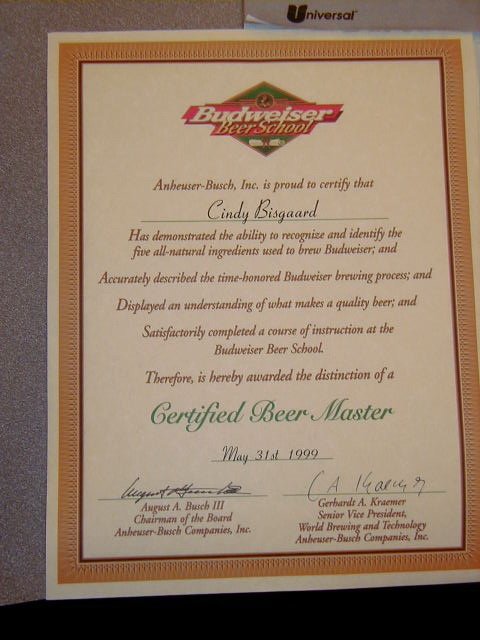 Universal
Budweiser
Beer School
Anheuser-Busch, Inc. is proud to certify that
Cindy Bisgaard
Has demonstrated the ability to recognize and identify the
five all-natural ingredients used to brew Budweiser; and
Accurately described the time-honored Budweiser brewing process; and
Displayed an understanding of what makes a quality beer; and
Satisfactorily completed a course of instruction at the
Budweiser Beer School.
Therefore, is hereby awarded the distinction of a
Certified Beer Master
May 31st 1999
August A. Busch III
Chairman of the Board
Anheuser-Busch Companies, Inc.
Gerhardt A. Kraemer
Senior Vice President,
World Brewing and Technology
Anheuser-Busch Companies, Inc.